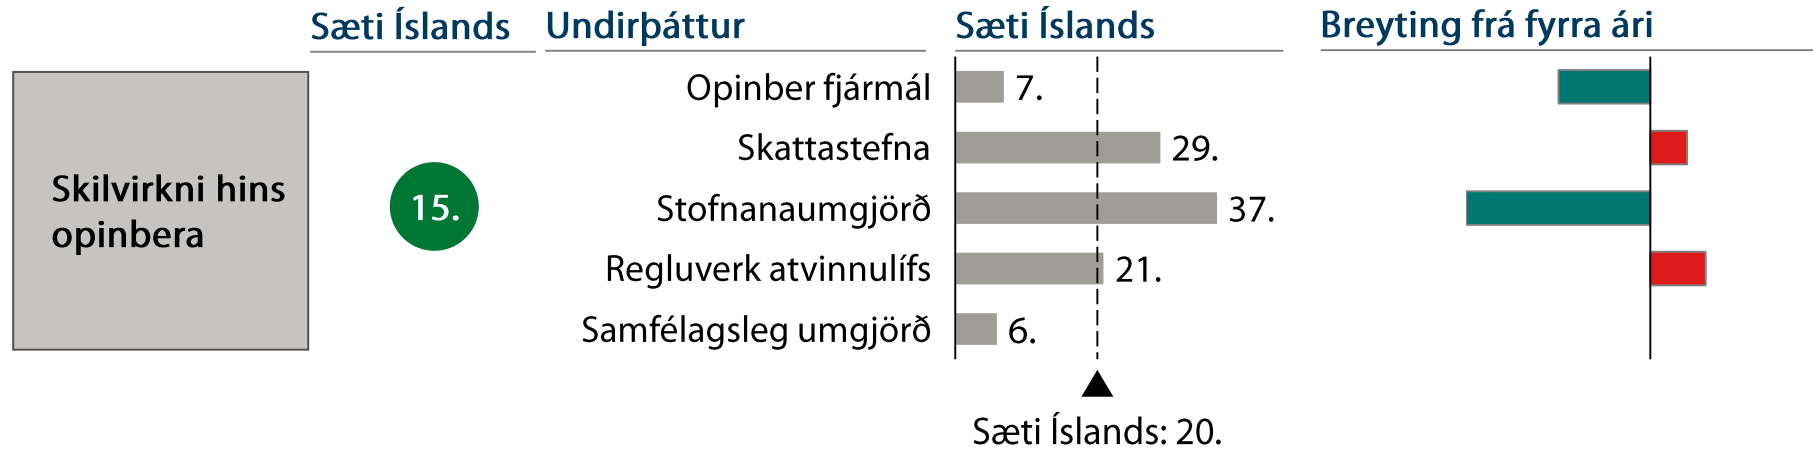 Sæti Íslands
Undirþáttur
Sæti Íslands
Breyting frá fyrra ári
Skilvirkni hins
opinbera
15.
Opinber fjármál
7.
Skattastefna
29.
Stofnanaumgjörð
37.
Regluverk atvinnulífs
21.
Samfélagsleg umgjörð
6.
Sæti Íslands: 20.